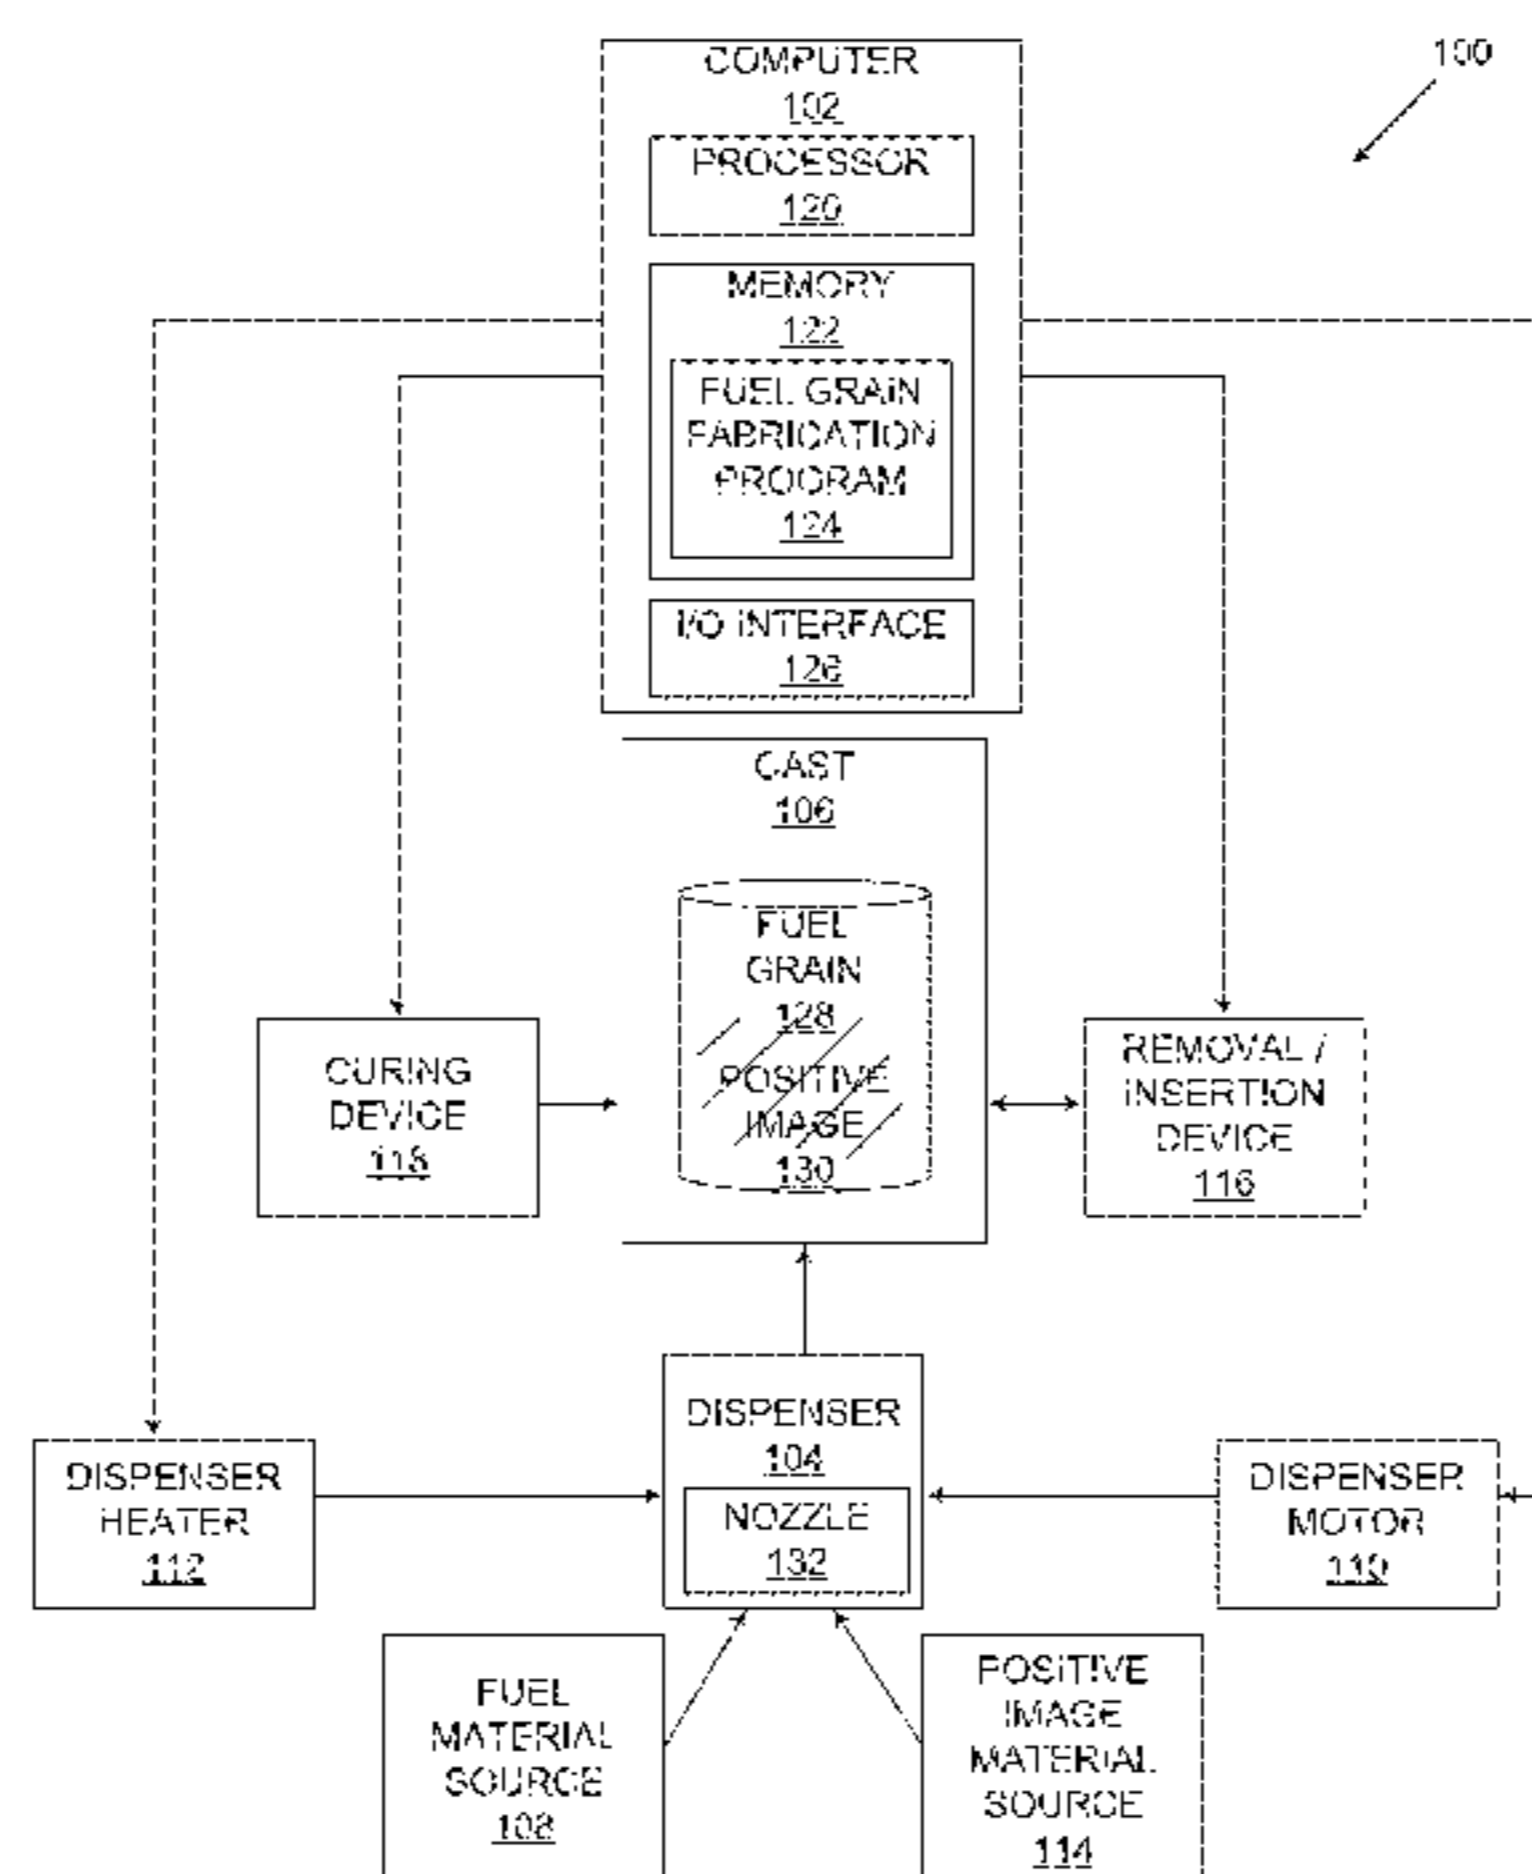 100
COMPUTER
102
PROCESSOR
120
MEMORY
122
FUEL GRAIN
FABRICATION
PROGRAM
124
I/O INTERFACE
126
CAST
106
FUEL
GRAIN
128
POSITIVE
IMAGE
130
CURING
DEVICE
118
REMOVAL /
INSERTION
DEVICE
116
DISPENSER
104
NOZZLE
132
DISPENSER
HEATER
112
DISPENSER
MOTOR
110
FUEL
MATERIAL
SOURCE
108
POSITIVE
IMAGE
MATERIAL
SOURCE
114